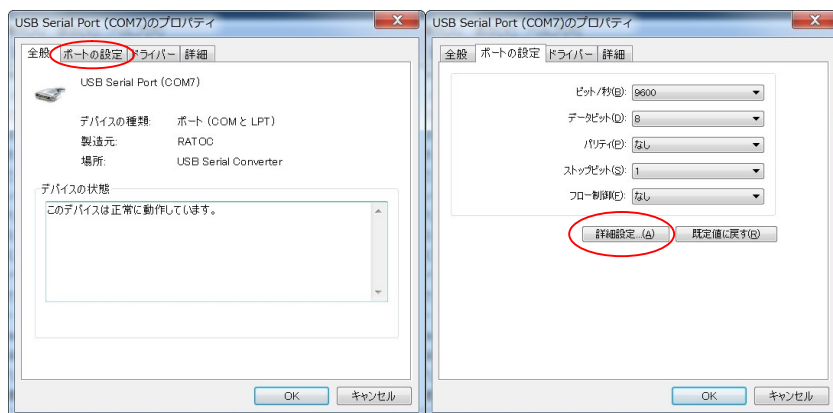 USB Serial Port (COM7)のプロパティ
全般 ポートの設定 ドライバー 詳細
USB Serial Port (COM7)
デバイスの種類: ポート (COM と LPT)
製造元: RATOC
場所: USB Serial Converter
デバイスの状態
このデバイスは正常に動作しています。
OK キャンセル
USB Serial Port (COM7)のプロパティ
全般 ポートの設定 ドライバー 詳細
ビット/秒(B): 9600
データビット(D): 8
パリティ(P): なし
ストップビット(S): 1
フロー制御(F): なし
詳細設定...(A) 既定値に戻す(R)
OK キャンセル